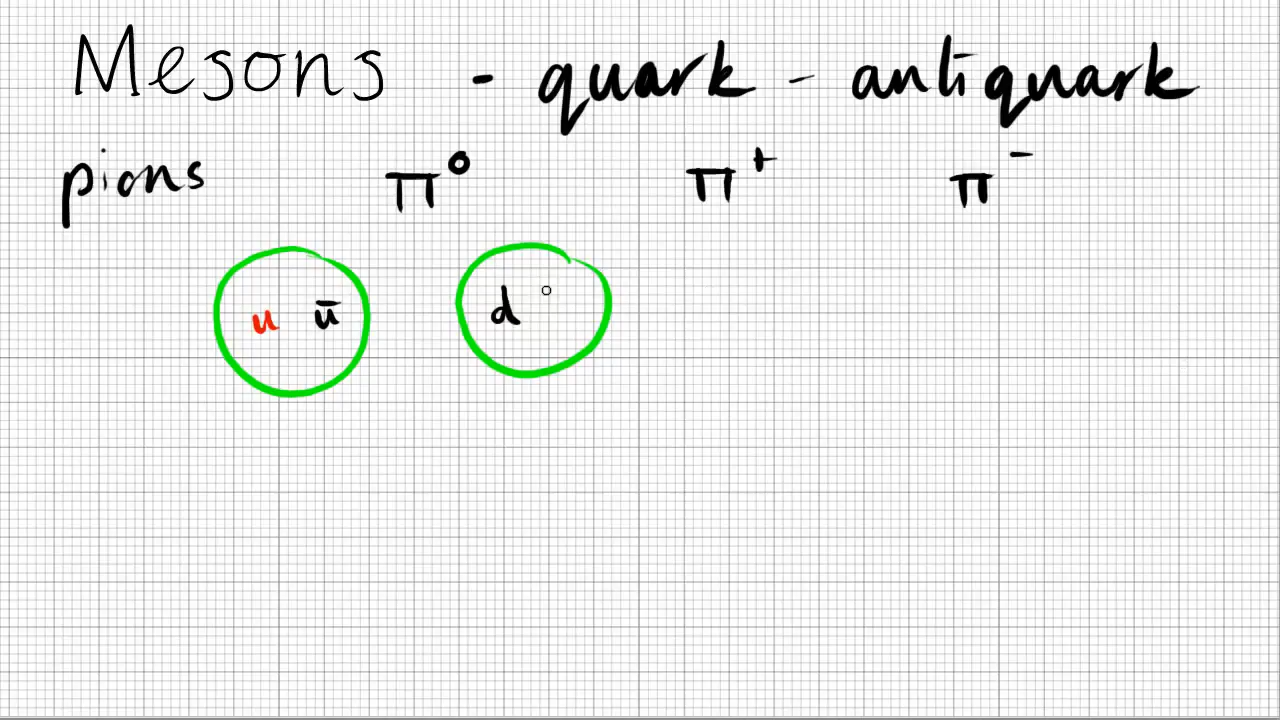 Mesons - quark - antiquark
pions π⁰ π⁺ π⁻
u ū d